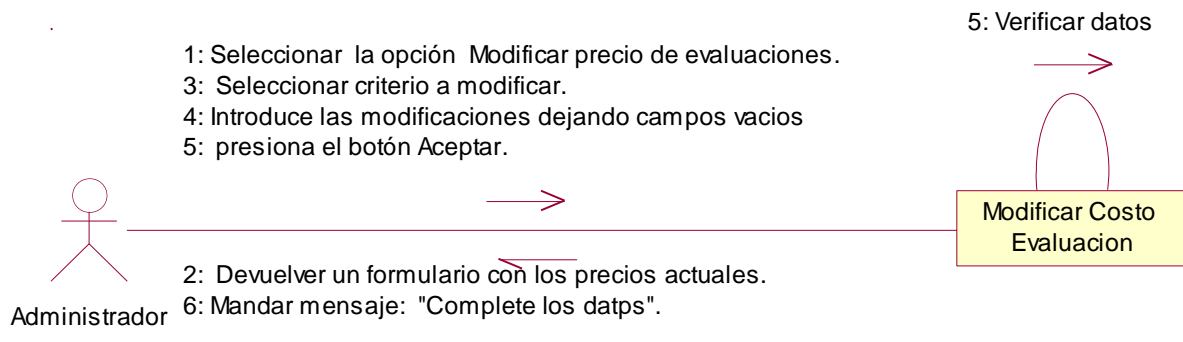 5: Verificar datos
1: Seleccionar la opción Modificar precio de evaluaciones.
3: Seleccionar criterio a modificar.
4: Introduce las modificaciones dejando campos vacios
5: presiona el botón Aceptar.
Modificar Costo
Evaluacion
2: Devuelver un formulario con los precios actuales.
6: Mandar mensaje: "Complete los datps".
Administrador